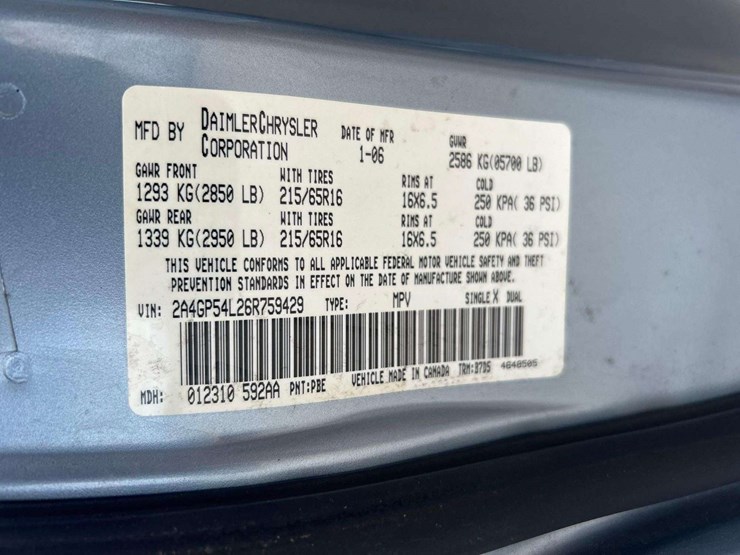 MFD BY DAIMLERCHRYSLER CORPORATION DATE OF MFR 1-06 GVWR 2586 KG(05700 LB)
GAWR FRONT WITH TIRES RIMS AT COLD
1293 KG(2850 LB) 215/65R16 16X6.5 250 KPA( 36 PSI)
GAWR REAR WITH TIRES RIMS AT COLD
1339 KG(2950 LB) 215/65R16 16X6.5 250 KPA( 36 PSI)
THIS VEHICLE CONFORMS TO ALL APPLICABLE FEDERAL MOTOR VEHICLE SAFETY AND THEFT
PREVENTION STANDARDS IN EFFECT ON THE DATE OF MANUFACTURE SHOWN ABOVE.
VIN: 2A4GP54L26R759429 TYPE: MPV SINGLE X DUAL
MDH: 012310 592AA PNT:PBE VEHICLE MADE IN CANADA TRM:B7D5 4648505